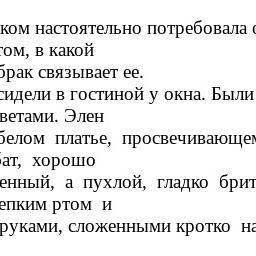 ком настоятельно потребовала о
том, в какой
брак связывает ее.
сидели в гостиной у окна. Были
ветами. Элен
белом платье, просвечивающем
бат, хорошо
енный, а пухлой, гладко брит
епким ртом и
руками, сложенными кротко на